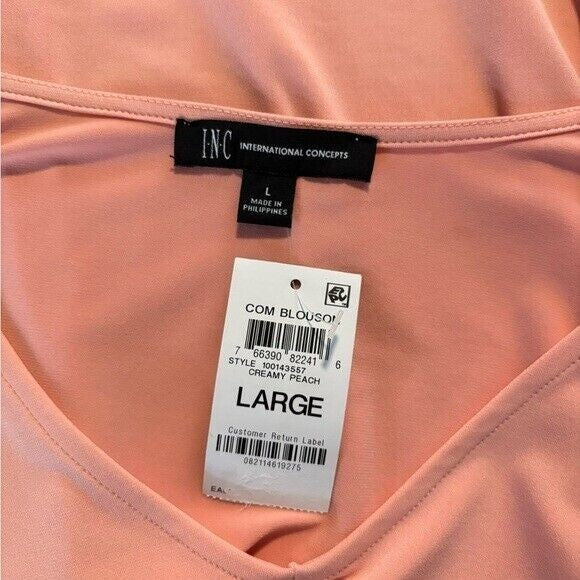 I·N·C INTERNATIONAL CONCEPTS
L
MADE IN
PHILIPPINES
COM BLOUSON
7 66390 82241 6
STYLE 100143557
CREAMY PEACH
LARGE
Customer Return Label
082114619275